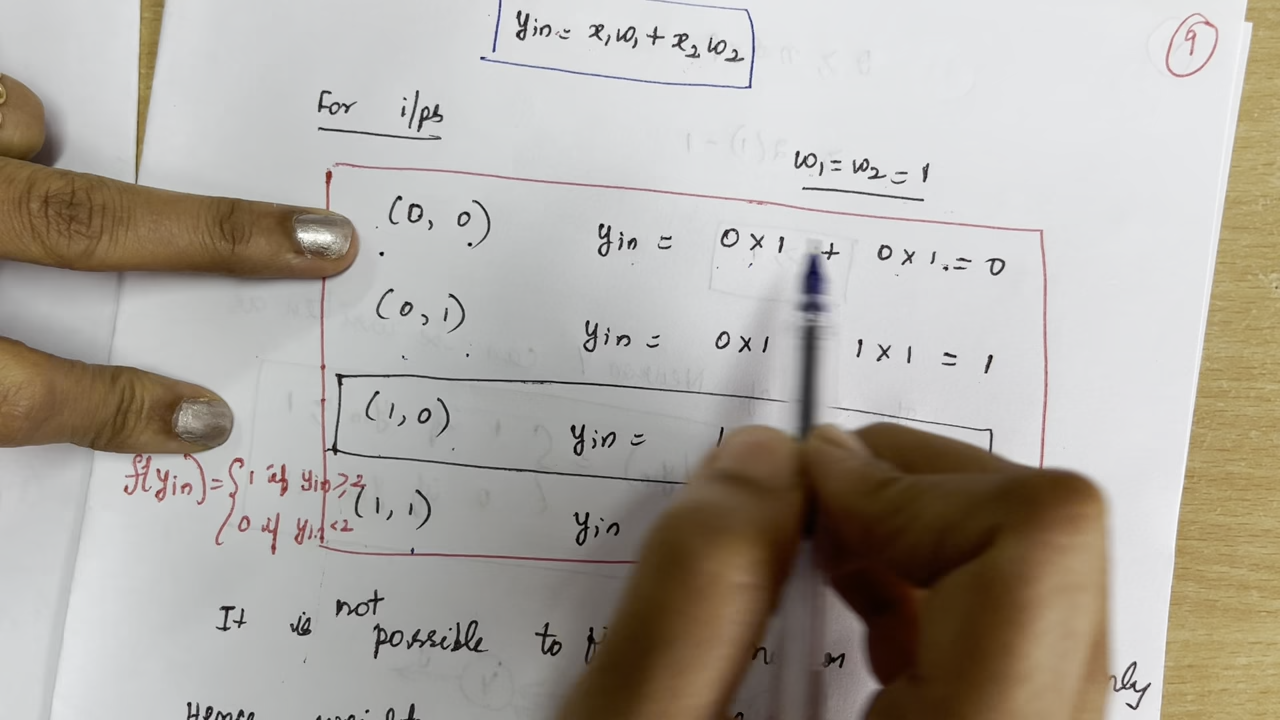 9
yin = x1w1 + x2w2
For i/ps
w1 = w2 = 1
(0, 0) yin = 0 x 1 + 0 x 1 = 0
(0, 1) yin = 0 x 1 1 x 1 = 1
(1, 0) yin = 1
f(yin) = { 1 if yin ≥ 2
0 if yin < 2
(1, 1) yin
It is not possible to
Hence